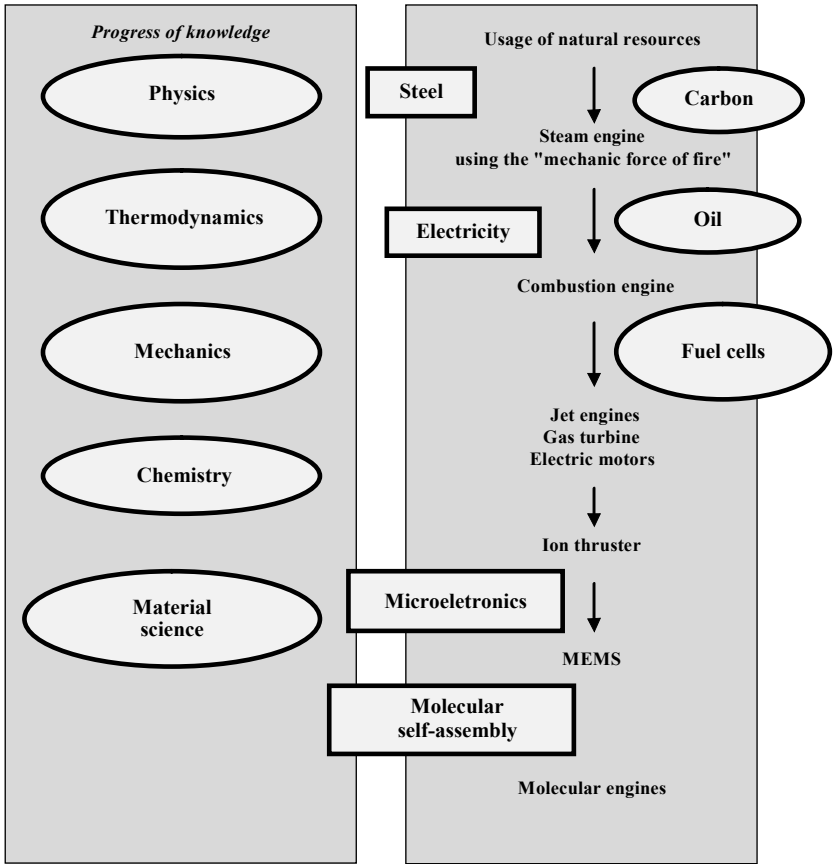 Progress of knowledge
Physics
Thermodynamics
Mechanics
Chemistry
Material
science
Usage of natural resources
Steel
Carbon
Steam engine
using the "mechanic force of fire"
Electricity
Oil
Combustion engine
Fuel cells
Jet engines
Gas turbine
Electric motors
Ion thruster
Microeletronics
MEMS
Molecular
self-assembly
Molecular engines